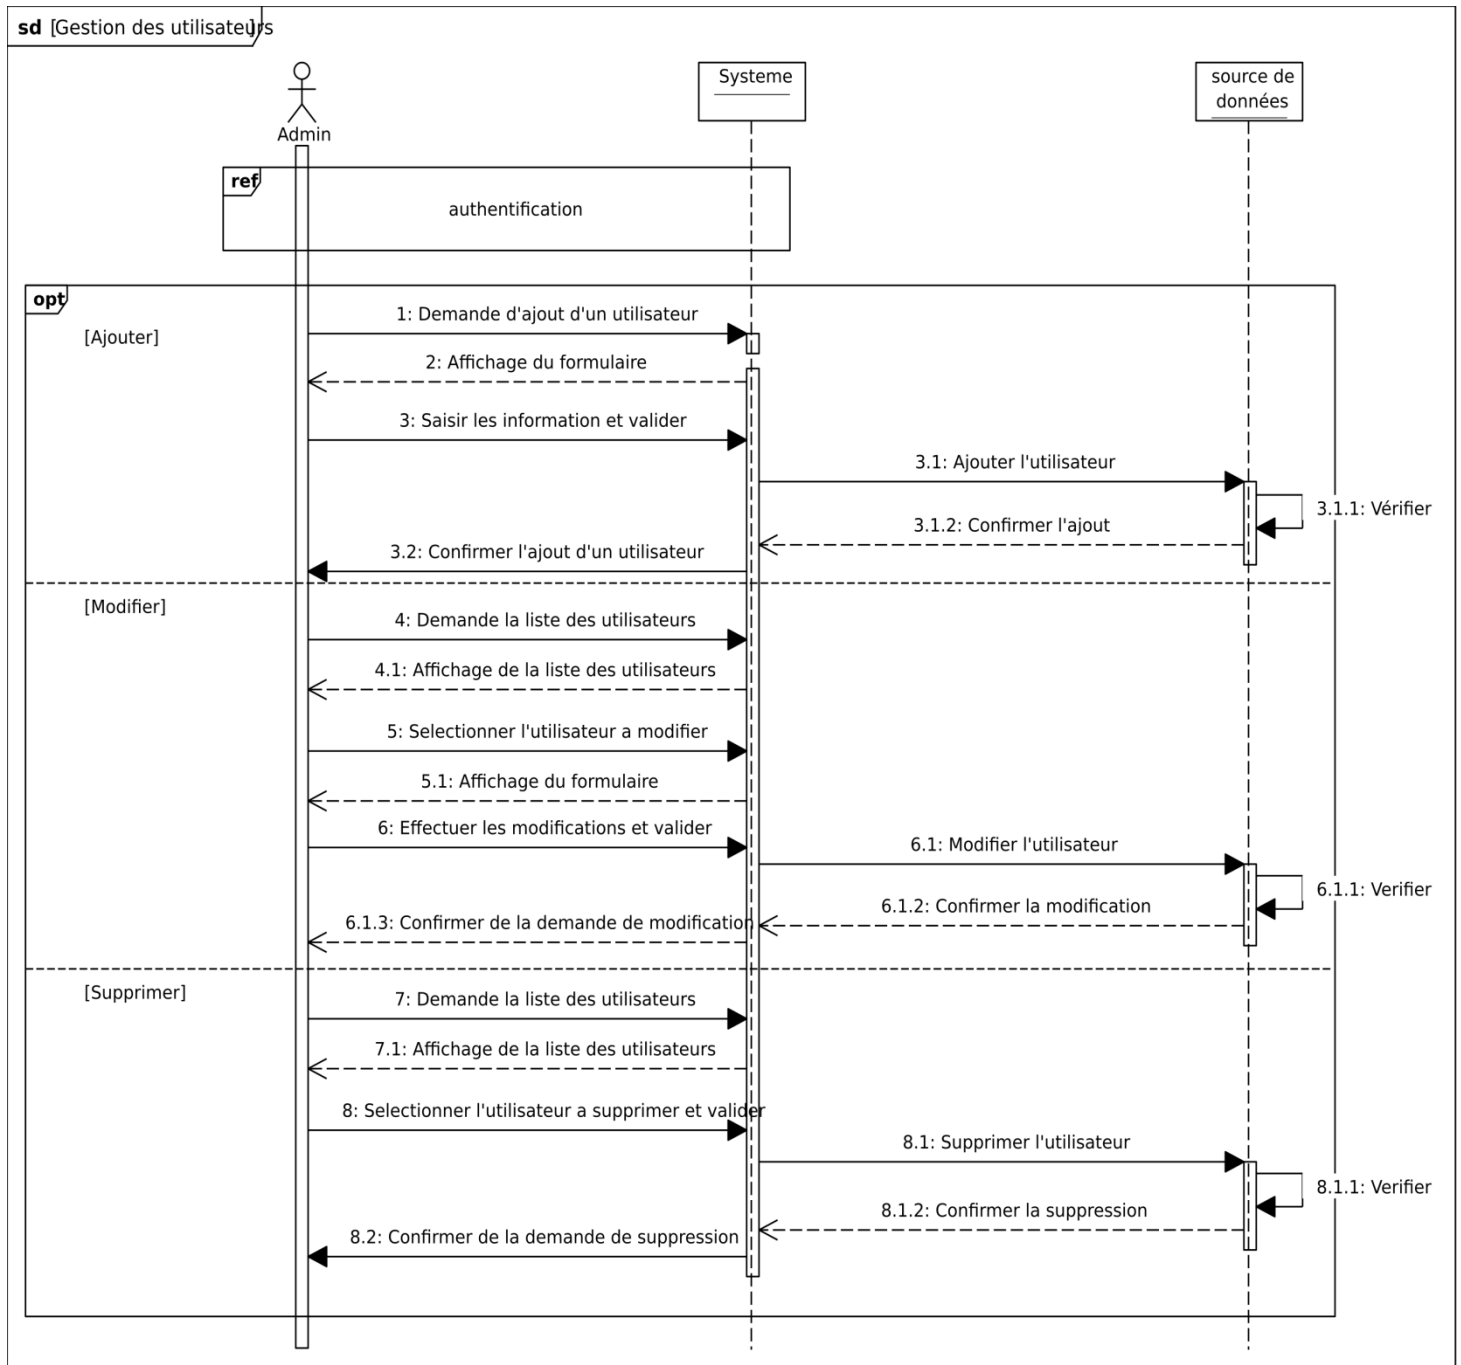 sd [Gestion des utilisateurs]
Admin
Systeme
source de
données
ref
authentification
opt
[Ajouter]
1: Demande d'ajout d'un utilisateur
2: Affichage du formulaire
3: Saisir les information et valider
3.1: Ajouter l'utilisateur
3.1.1: Vérifier
3.1.2: Confirmer l'ajout
3.2: Confirmer l'ajout d'un utilisateur
[Modifier]
4: Demande la liste des utilisateurs
4.1: Affichage de la liste des utilisateurs
5: Selectionner l'utilisateur a modifier
5.1: Affichage du formulaire
6: Effectuer les modifications et valider
6.1: Modifier l'utilisateur
6.1.1: Verifier
6.1.2: Confirmer la modification
6.1.3: Confirmer de la demande de modification
[Supprimer]
7: Demande la liste des utilisateurs
7.1: Affichage de la liste des utilisateurs
8: Selectionner l'utilisateur a supprimer et valider
8.1: Supprimer l'utilisateur
8.1.1: Verifier
8.1.2: Confirmer la suppression
8.2: Confirmer de la demande de suppression